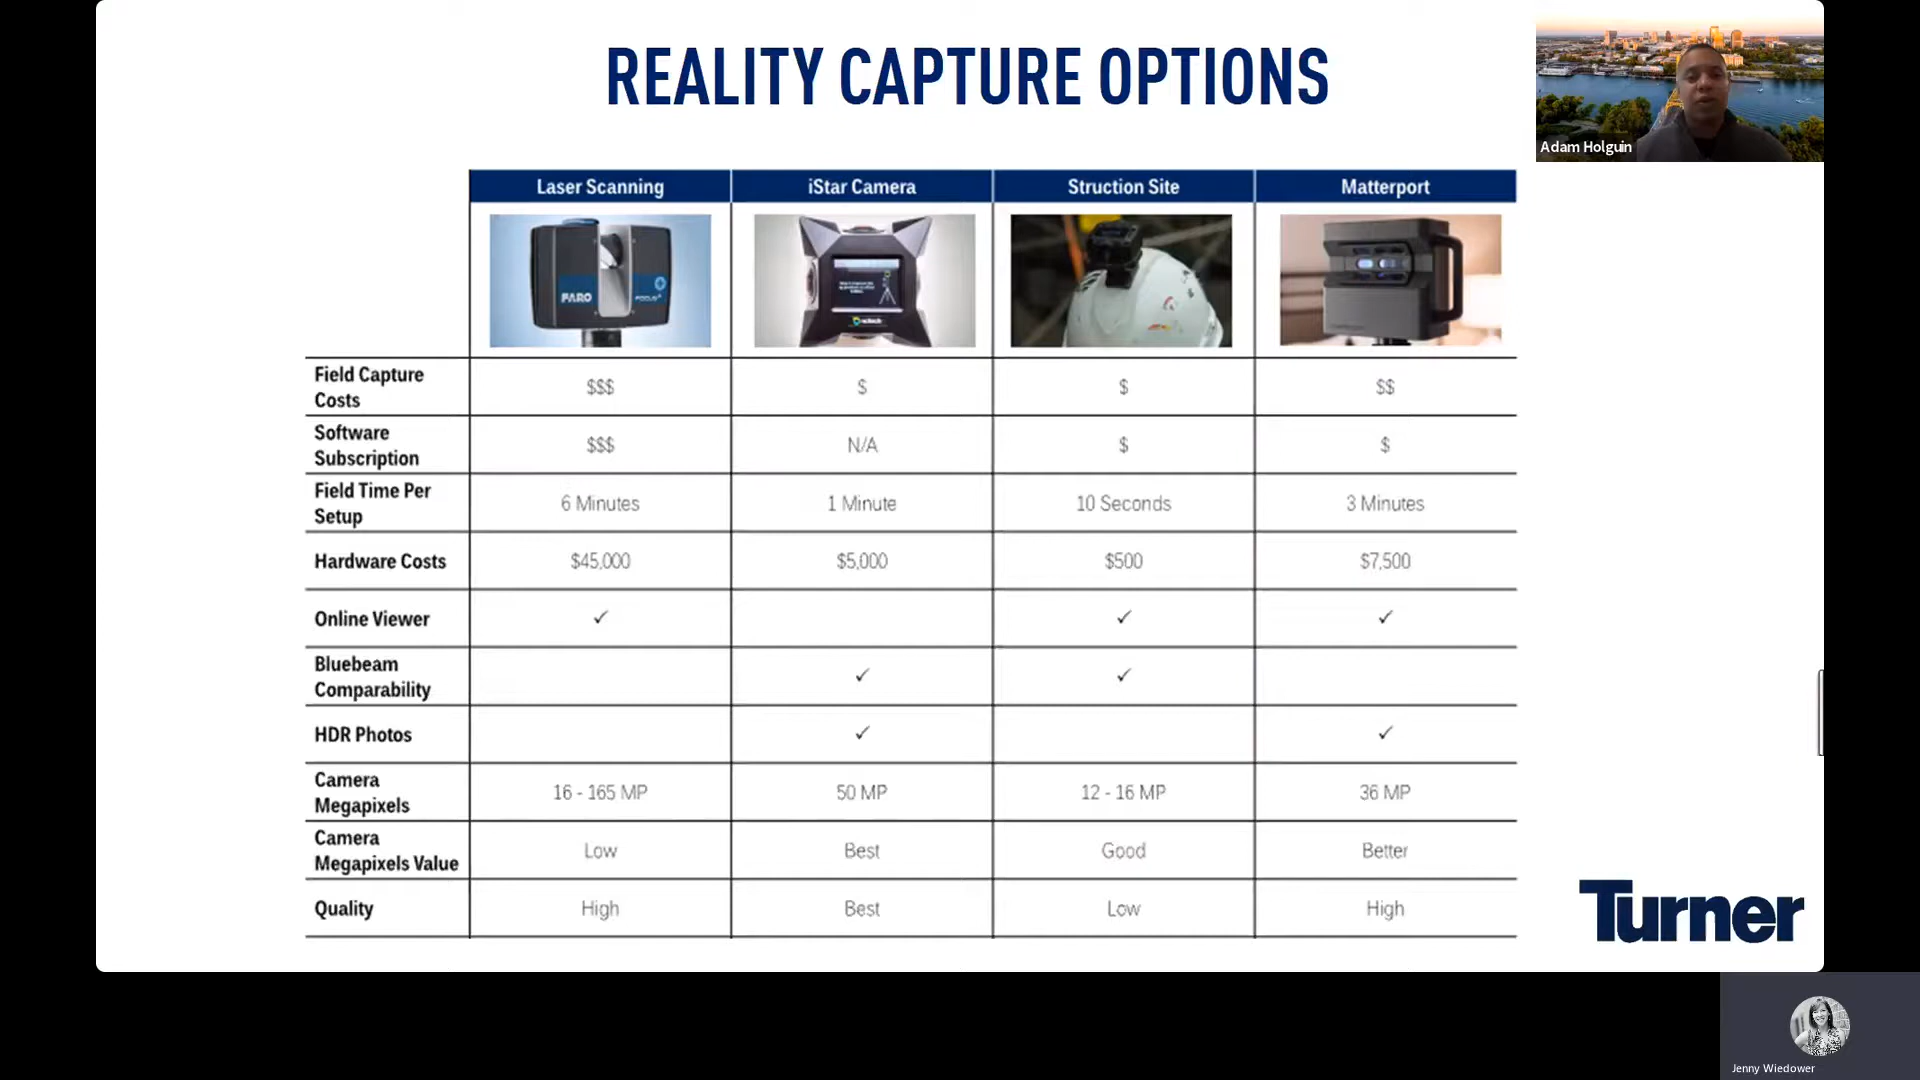 REALITY CAPTURE OPTIONS
Adam Holguin
Laser Scanning iStar Camera Struction Site Matterport
FARO FOCUS
Field Capture Costs $$$ $ $ $$
Software Subscription $$$ N/A $ $
Field Time Per Setup 6 Minutes 1 Minute 10 Seconds 3 Minutes
Hardware Costs $45,000 $5,000 $500 $7,500
Online Viewer ✓ ✓ ✓
Bluebeam Comparability ✓ ✓
HDR Photos ✓ ✓
Camera Megapixels 16 - 165 MP 50 MP 12 - 16 MP 36 MP
Camera Megapixels Value Low Best Good Better
Quality High Best Low High
Turner
Jenny Wiedower